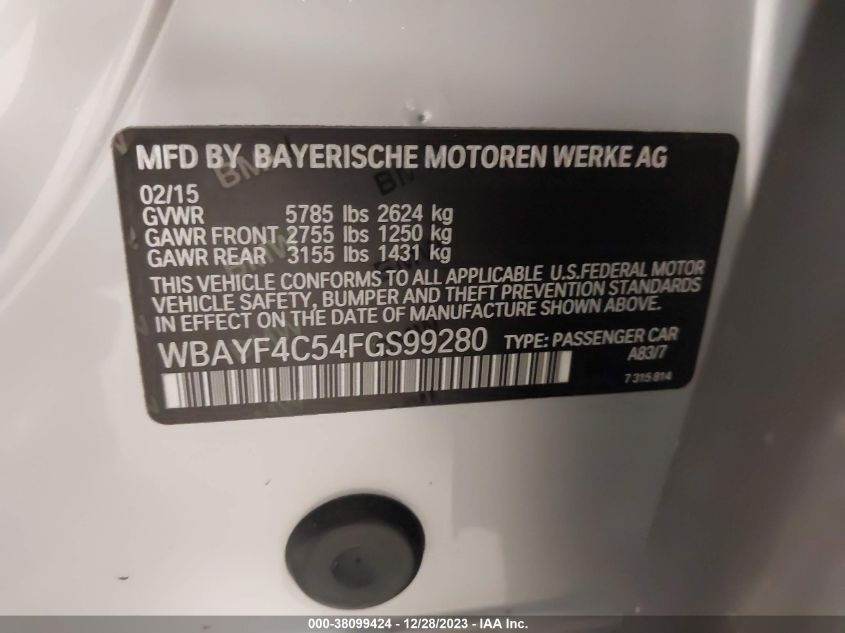 MFD BY BAYERISCHE MOTOREN WERKE AG
02/15
GVWR 5785 lbs 2624 kg
GAWR FRONT 2755 lbs 1250 kg
GAWR REAR 3155 lbs 1431 kg
THIS VEHICLE CONFORMS TO ALL APPLICABLE U.S.FEDERAL MOTOR
VEHICLE SAFETY, BUMPER AND THEFT PREVENTION STANDARDS
IN EFFECT ON THE DATE OF MANUFACTURE SHOWN ABOVE.
WBAYF4C54FGS99280 TYPE: PASSENGER CAR
A83/7
7 315 814
000-38099424 - 12/28/2023 - IAA Inc.